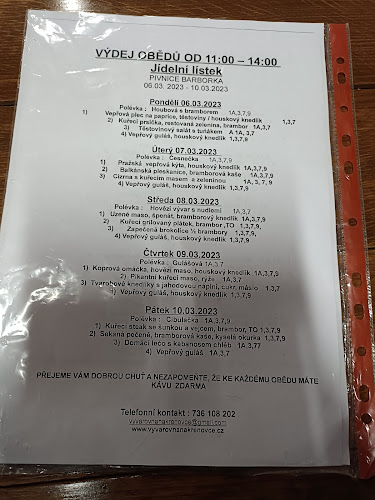 VÝDEJ OBĚDŮ OD 11:00 – 14:00
Jídelní lístek
PIVNICE BARBORKA
06.03. 2023 - 10.03.2023
Pondělí 06.03.2023
Polévka : Houbová s bramborem 1A,3,7,9
1) Vepřová plec na paprice, těstoviny / houskový knedlík 1,3,7
2) Kuřecí prsíčka, restovaná zelenina, brambor 1A,3,7
3) Těstovinový salát s tuňákem A 1A, 3,7
4) Vepřový guláš, houskový knedlík 1,3,7,9
Úterý 07.03.2023
Polévka : Česnečka 1A,3,7,9
1) Pražská vepřová kýta, houskový knedlík 1A,3,7,9
2) Balkánská pleskanice, bramborová kaše 1A,3,7,9
3) Cizrna s kuřecím masem a zeleninou 1A,3,7,9
4) Vepřový guláš, houskový knedlík 1,3,7,9
Středa 08.03.2023
Polévka : Hovězí vývar s nudlemi 1A,3,7
1) Uzené maso, špenát, bramborový knedlík 1A,3,7,9
2) Kuřecí grilovaný plátek, brambor ,TO 1,3,7,9,
3) Zapečená brokolice ½ brambory 1,3,7,9,
4) Vepřový guláš, houskový knedlík 1,3,7,9
Čtvrtek 09.03.2023
Polévka : Gulášová 1A,3,7
1) Koprová omáčka, hovězí maso, houskový knedlík 1A,3,7,9
2) Pikantní kuřecí maso, rýže 1A,3,7
3) Tvarohové knedlíky s jahodovou náplní, cukr máslo 1,3,7
4) Vepřový guláš, houskový knedlík 1,3,7,9
Pátek 10.03.2023
Polévka : Cibulačka 1A,3,7,9
1) Kuřecí steak se šunkou a vejcem, brambor, TO 1,3,7,9
2) Sekaná pečeně, bramborová kaše, kyselá okurka 1,3,7,9,
3) Domácí lečo s kabanosem chléb 1A,3,77
4) Vepřový guláš 1A,3,7
PŘEJEME VÁM DOBROU CHUŤ A NEZAPOVEŇTE, ŽE KE KAŽDÉMU OBĚDU MÁTE
KÁVU ZDARMA
Telefonní kontakt : 736 108 202
vyvarovnakrenovce@gmail.com
www.vyvarovnanakrenovce.cz